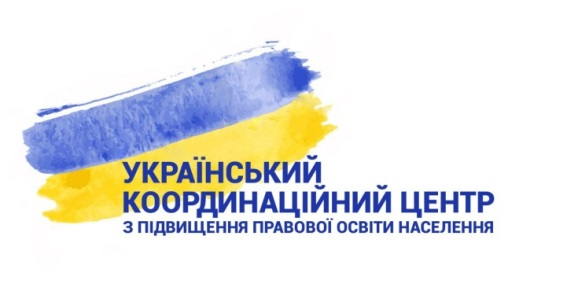 УКРАЇНСЬКИЙ
КООРДИНАЦІЙНИЙ ЦЕНТР
З ПІДВИЩЕННЯ ПРАВОВОЇ ОСВІТИ НАСЕЛЕННЯ